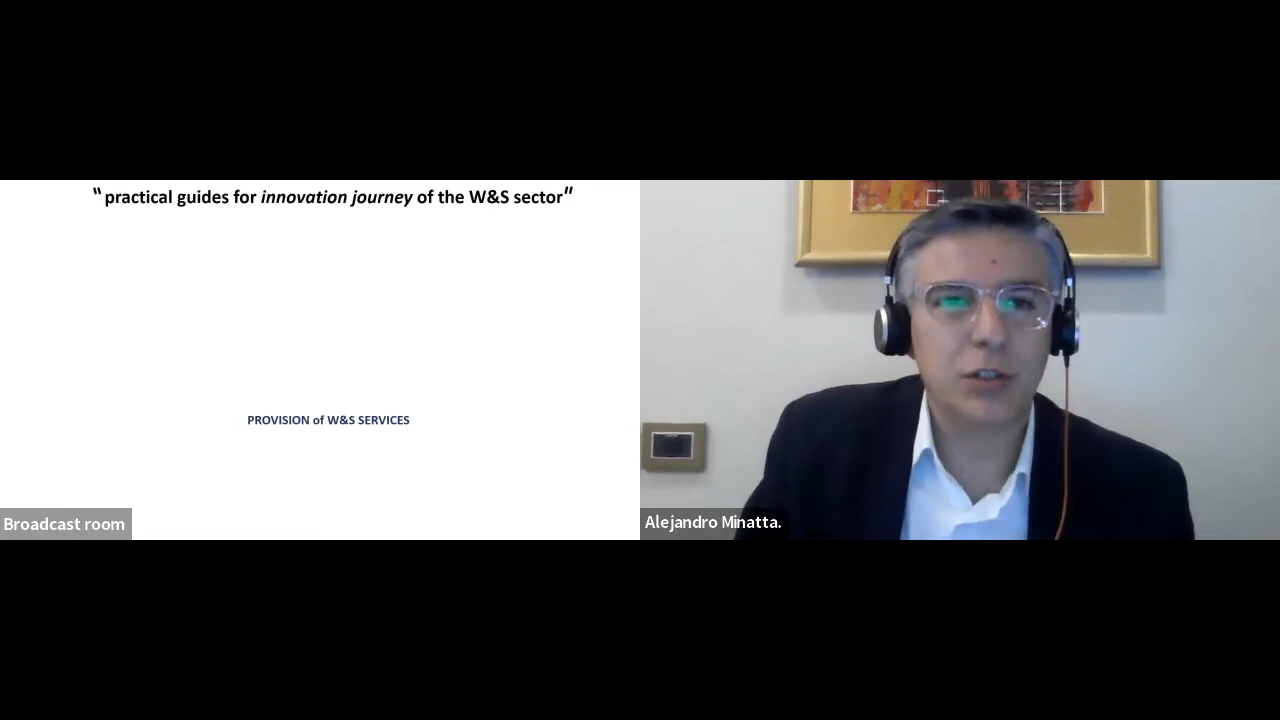 "practical guides for innovation journey of the W&S sector"
PROVISION of W&S SERVICES
Broadcast room
Alejandro Minatta.